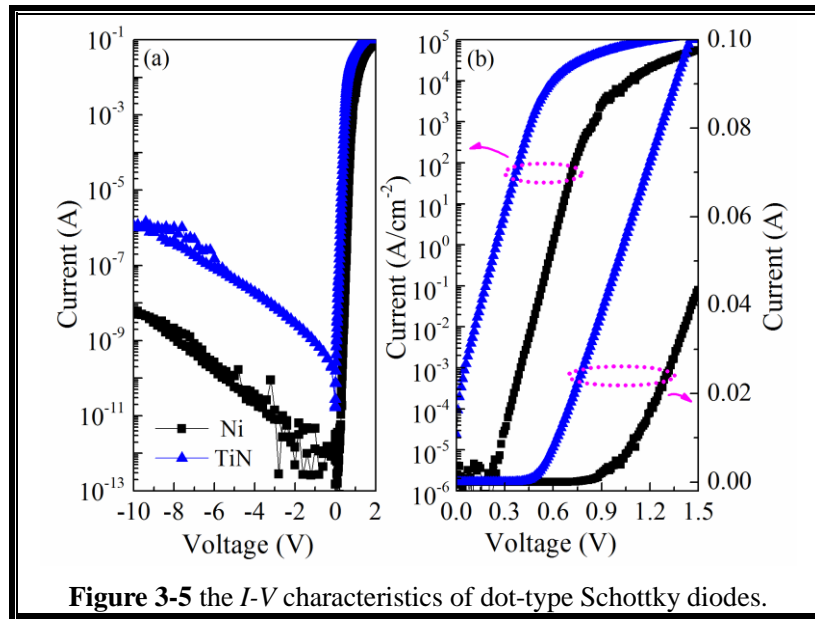 (a)
10^-1
10^-3
10^-5
10^-7
10^-9
10^-11
10^-13
Current (A)
Ni
TiN
-10 -8 -6 -4 -2 0 2
Voltage (V)
(b)
10^5
10^4
10^3
10^2
10^1
10^0
10^-1
10^-2
10^-3
10^-4
10^-5
10^-6
Current (A/cm^-2)
0.10
0.08
0.06
0.04
0.02
0.00
Current (A)
0.0 0.3 0.6 0.9 1.2 1.5
Voltage (V)
Figure 3-5 the I-V characteristics of dot-type Schottky diodes.